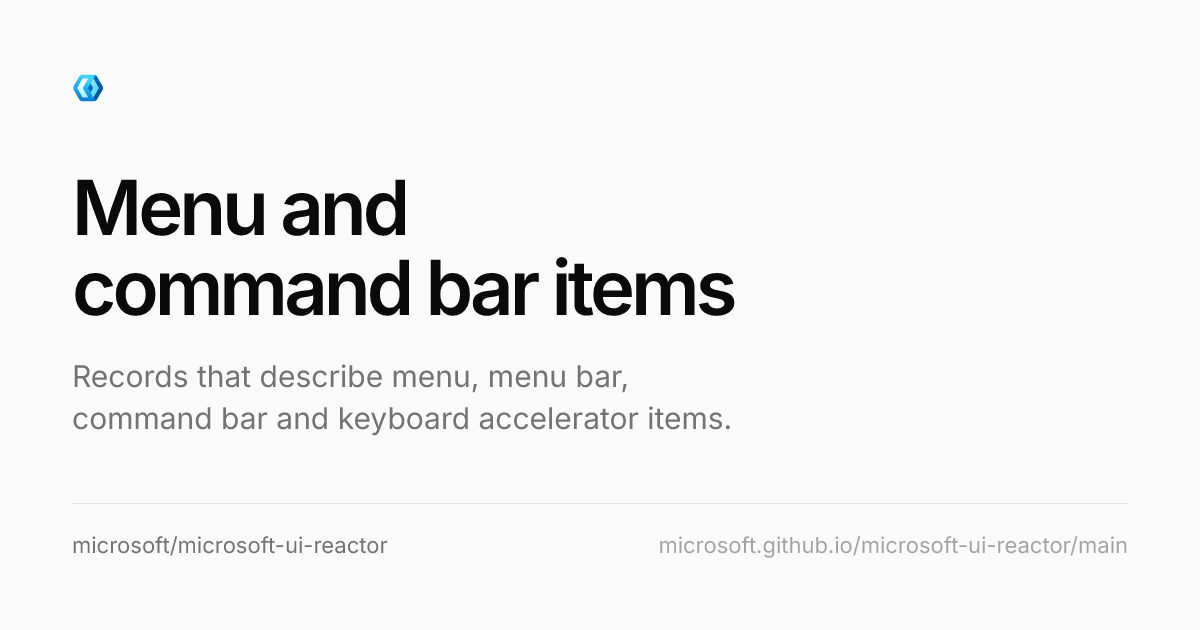 Menu and
command bar items
Records that describe menu, menu bar,
command bar and keyboard accelerator items.
microsoft/microsoft-ui-reactor
microsoft.github.io/microsoft-ui-reactor/main